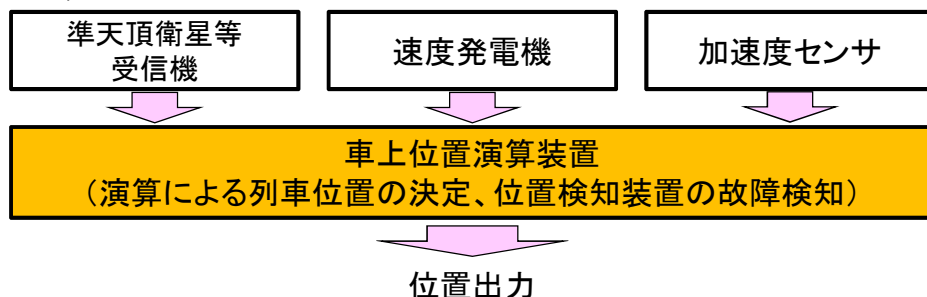 準天頂衛星等
受信機
速度発電機
加速度センサ
車上位置演算装置
（演算による列車位置の決定、位置検知装置の故障検知）
位置出力